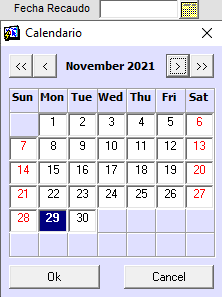 Fecha Recaudo
Calendario
<< < November 2021 > >>
Sun Mon Tue Wed Thu Fri Sat
1 2 3 4 5 6
7 8 9 10 11 12 13
14 15 16 17 18 19 20
21 22 23 24 25 26 27
28 29 30
Ok Cancel